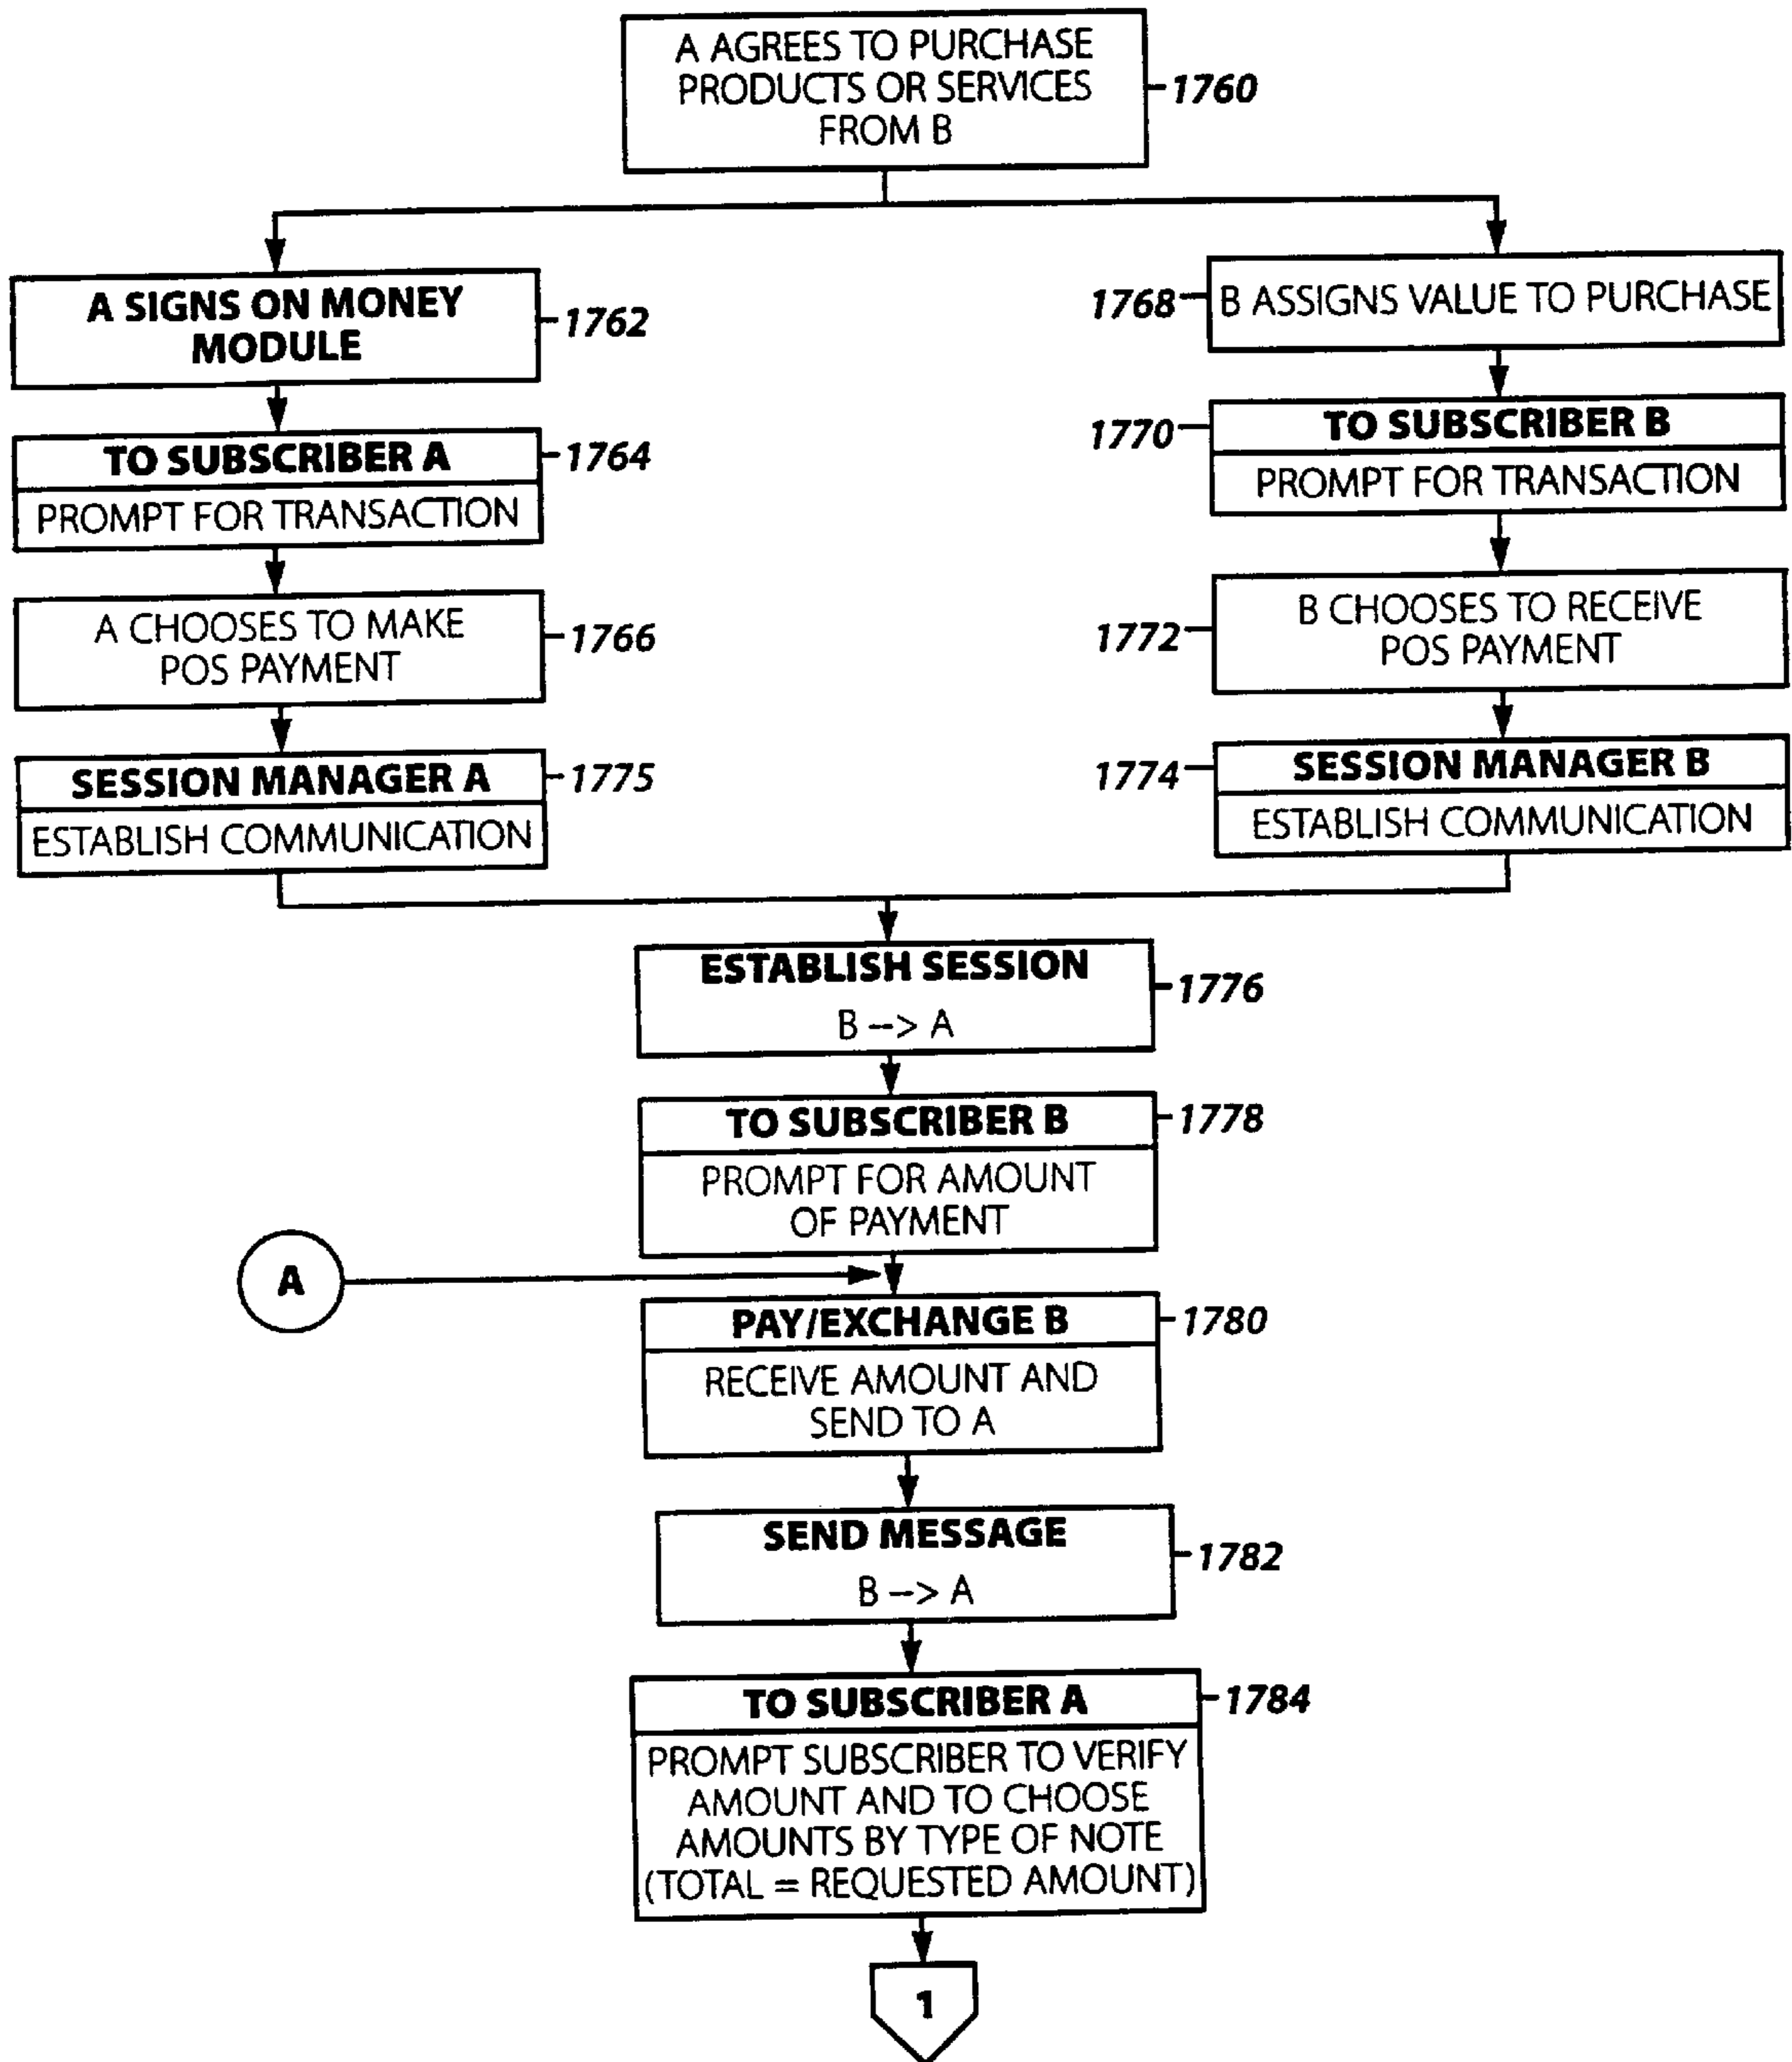 A AGREES TO PURCHASE
PRODUCTS OR SERVICES
FROM B
1760
A SIGNS ON MONEY
MODULE
1762
TO SUBSCRIBER A
1764
PROMPT FOR TRANSACTION
A CHOOSES TO MAKE
POS PAYMENT
1766
SESSION MANAGER A
1775
ESTABLISH COMMUNICATION
1768
B ASSIGNS VALUE TO PURCHASE
1770
TO SUBSCRIBER B
PROMPT FOR TRANSACTION
1772
B CHOOSES TO RECEIVE
POS PAYMENT
1774
SESSION MANAGER B
ESTABLISH COMMUNICATION
ESTABLISH SESSION
B --> A
1776
TO SUBSCRIBER B
1778
PROMPT FOR AMOUNT
OF PAYMENT
A
PAY/EXCHANGE B
1780
RECEIVE AMOUNT AND
SEND TO A
SEND MESSAGE
B --> A
1782
TO SUBSCRIBER A
1784
PROMPT SUBSCRIBER TO VERIFY
AMOUNT AND TO CHOOSE
AMOUNTS BY TYPE OF NOTE
(TOTAL = REQUESTED AMOUNT)
1